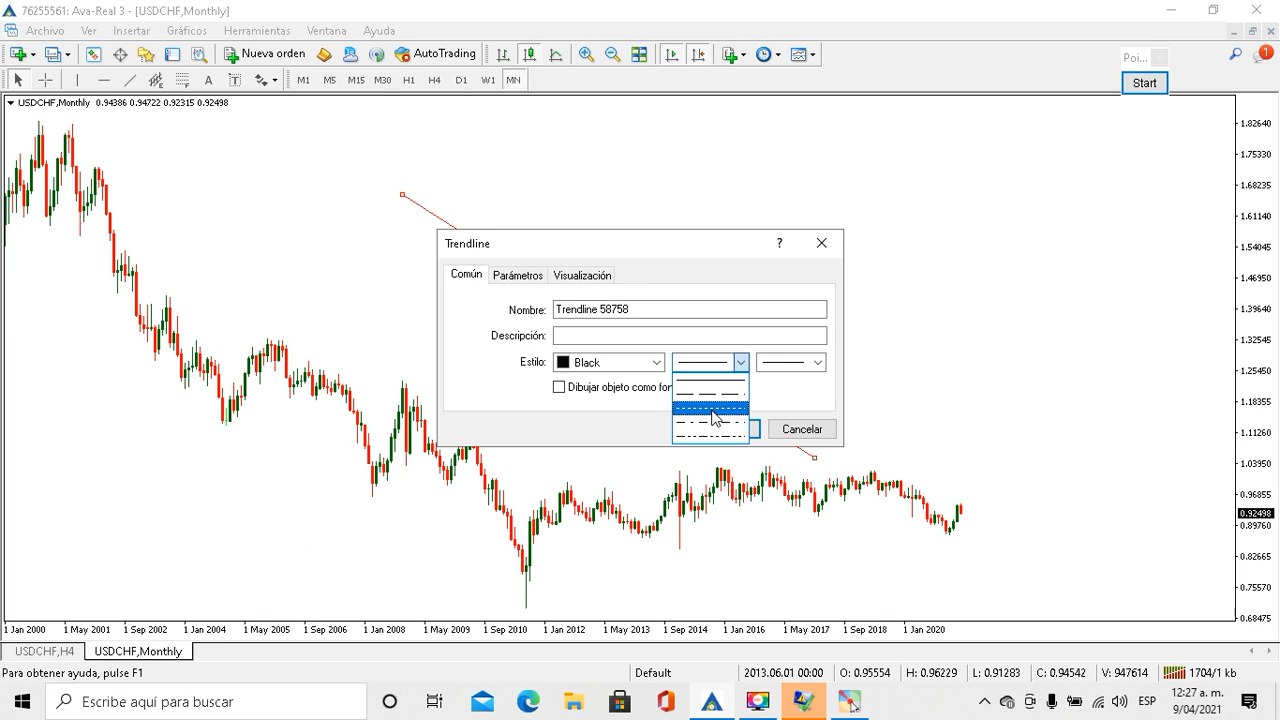 76255561: Ava-Real 3 - [USDCHF,Monthly]
Archivo Ver Insertar Gráficos Herramientas Ventana Ayuda
Nueva orden AutoTrading
Poi...
Start
A T M1 M5 M15 M30 H1 H4 D1 W1 MN
USDCHF,Monthly 0.94386 0.94722 0.92315 0.92498
1.82640
1.75330
1.68235
1.61140
1.54045
1.46950
1.39640
1.32545
1.25450
1.18355
1.11260
1.03950
0.96855
0.92498
0.89760
0.82665
0.75570
0.68475
Trendline ?
Común Parámetros Visualización
Nombre: Trendline 58758
Descripción:
Estilo: Black
Dibujar objeto como fon
Cancelar
1 Jan 2000 1 May 2001 1 Sep 2002 1 Jan 2004 1 May 2005 1 Sep 2006 1 Jan 2008 1 May 2009 1 Sep 2010 1 Jan 2012 1 May 2013 1 Sep 2014 1 Jan 2016 1 May 2017 1 Sep 2018 1 Jan 2020
USDCHF,H4 USDCHF,Monthly
Para obtener ayuda, pulse F1 Default 2013.06.01 00:00 O: 0.95554 H: 0.96229 L: 0.91283 C: 0.94542 V: 947614 1704/1 kb
Escribe aquí para buscar
ESP
12:27 a. m.
9/04/2021